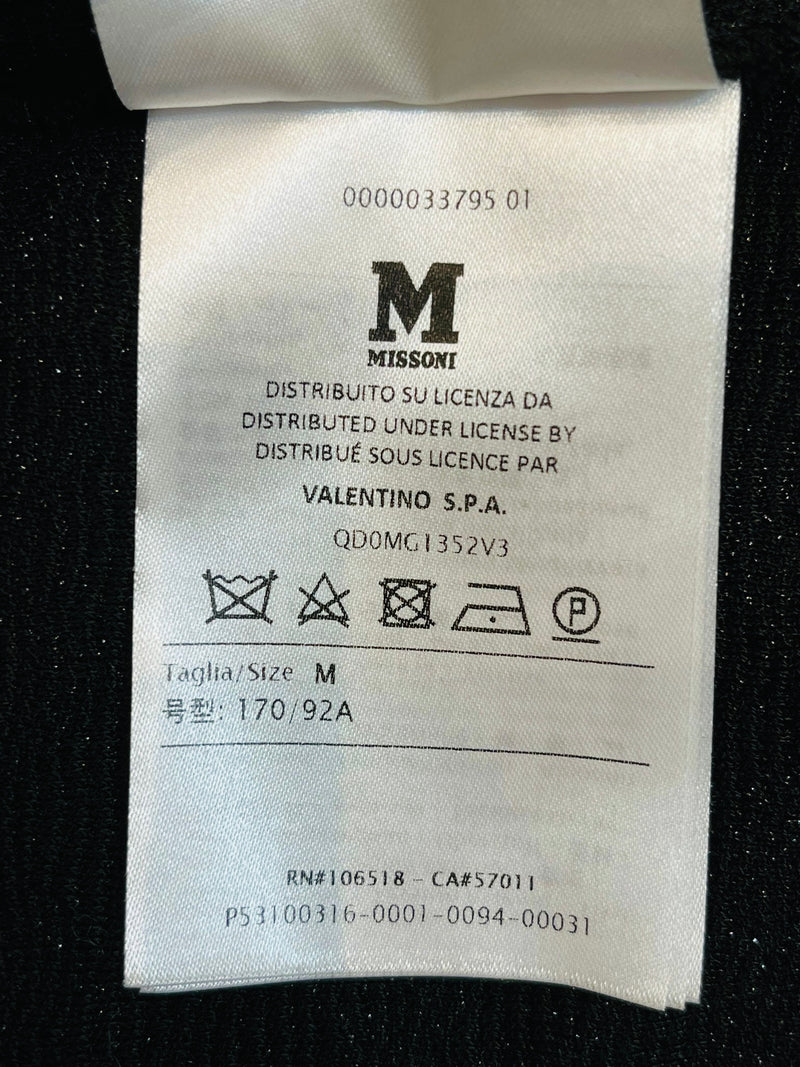 0000033795 01
M
MISSONI
DISTRIBUITO SU LICENZA DA
DISTRIBUTED UNDER LICENSE BY
DISTRIBUÉ SOUS LICENCE PAR
VALENTINO S.P.A.
QD0MG1352V3
P
Taglia/Size M
号型: 170/92A
RN#106518 - CA#57011
P53100316-0001-0094-00031